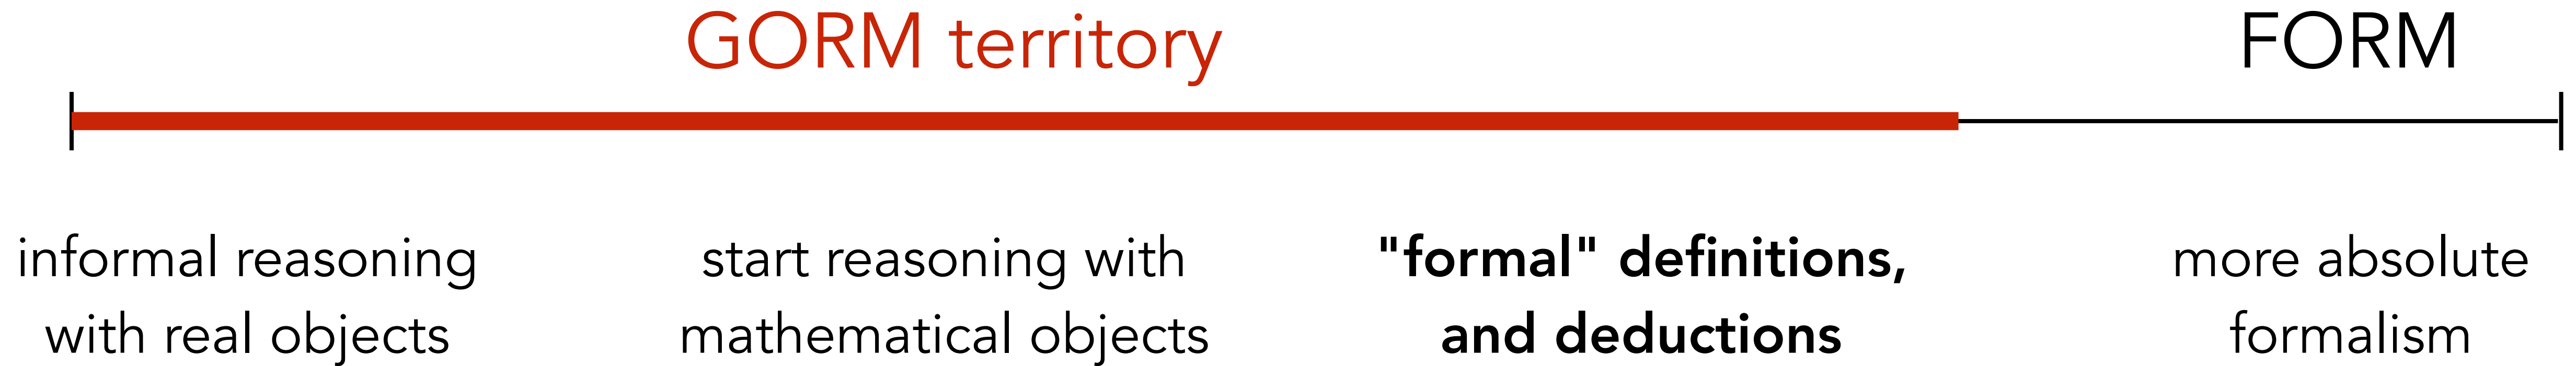 GORM territory
FORM
informal reasoning
with real objects
start reasoning with
mathematical objects
"formal" definitions,
and deductions
more absolute
formalism